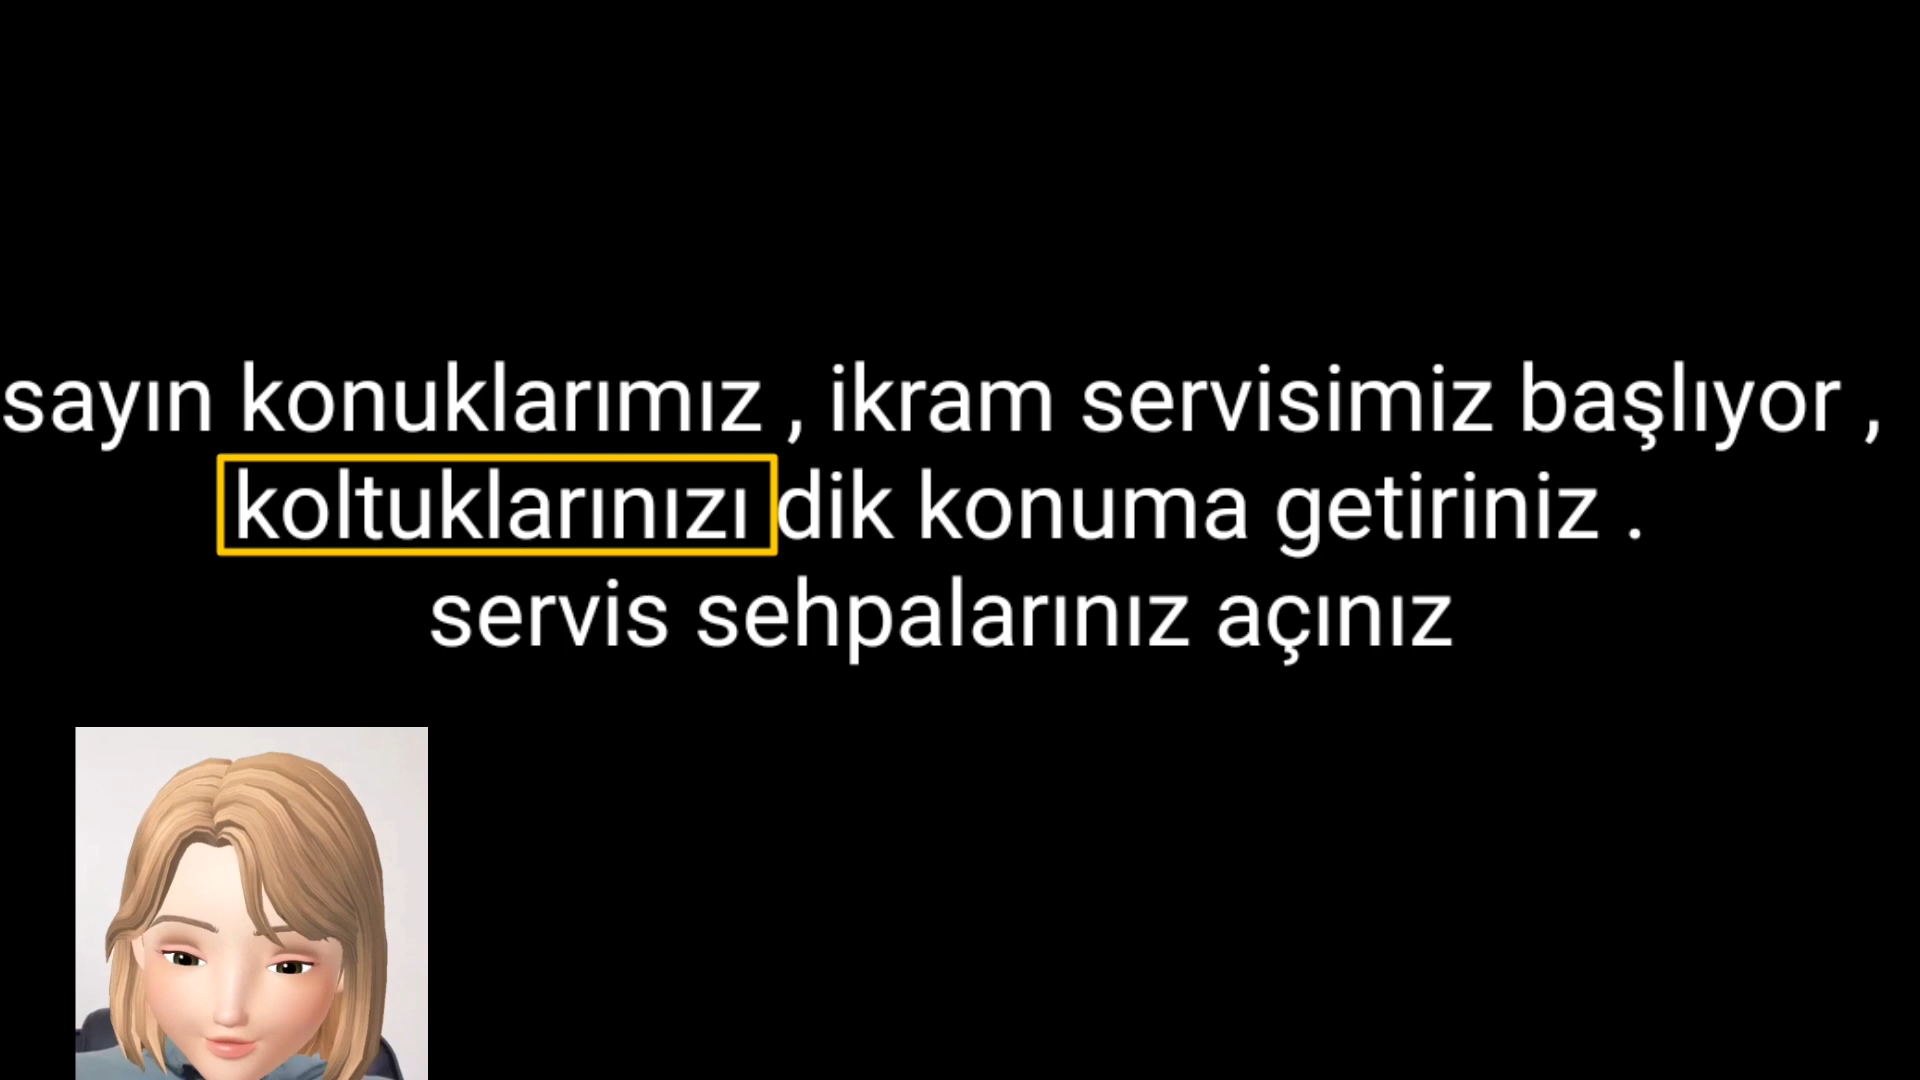 sayın konuklarımız , ikram servisimiz başlıyor ,
koltuklarınızı dik konuma getiriniz .
servis sehpalarınız açınız